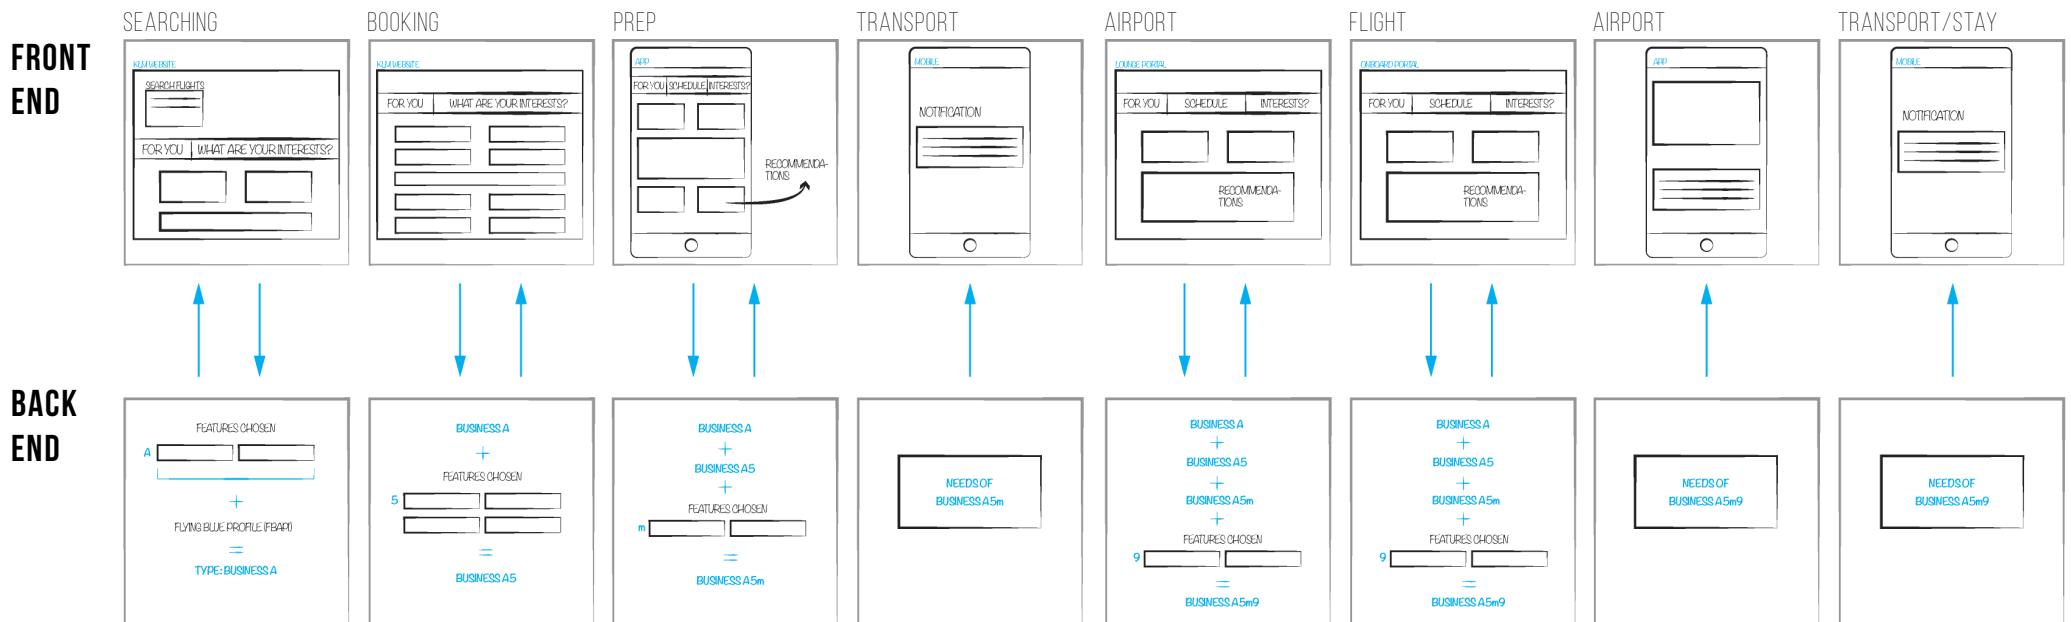 SEARCHING
BOOKING
PREP
TRANSPORT
AIRPORT
FLIGHT
AIRPORT
TRANSPORT/STAY
FRONT
END
KLM WEBSITE
SEARCH FLIGHTS
FOR YOU
WHAT ARE YOUR INTERESTS?
KLM WEBSITE
FOR YOU
WHAT ARE YOUR INTERESTS?
APP
FOR YOU
SCHEDULE
INTERESTS?
RECOMMENDA-
TIONS
MOBILE
NOTIFICATION
LOUNGE PORTAL
FOR YOU
SCHEDULE
INTERESTS?
RECOMMENDA-
TIONS
ONBOARD PORTAL
FOR YOU
SCHEDULE
INTERESTS?
RECOMMENDA-
TIONS
APP
MOBILE
NOTIFICATION
BACK
END
FEATURES CHOSEN
A
+
FLYING BLUE PROFILE (FBAPI)
=
TYPE: BUSINESS A
BUSINESS A
+
FEATURES CHOSEN
5
=
BUSINESS A5
BUSINESS A
+
BUSINESS A5
+
FEATURES CHOSEN
m
=
BUSINESS A5m
NEEDS OF
BUSINESS A5m
BUSINESS A
+
BUSINESS A5
+
BUSINESS A5m
+
FEATURES CHOSEN
9
=
BUSINESS A5m9
BUSINESS A
+
BUSINESS A5
+
BUSINESS A5m
+
FEATURES CHOSEN
9
=
BUSINESS A5m9
NEEDS OF
BUSINESS A5m9
NEEDS OF
BUSINESS A5m9